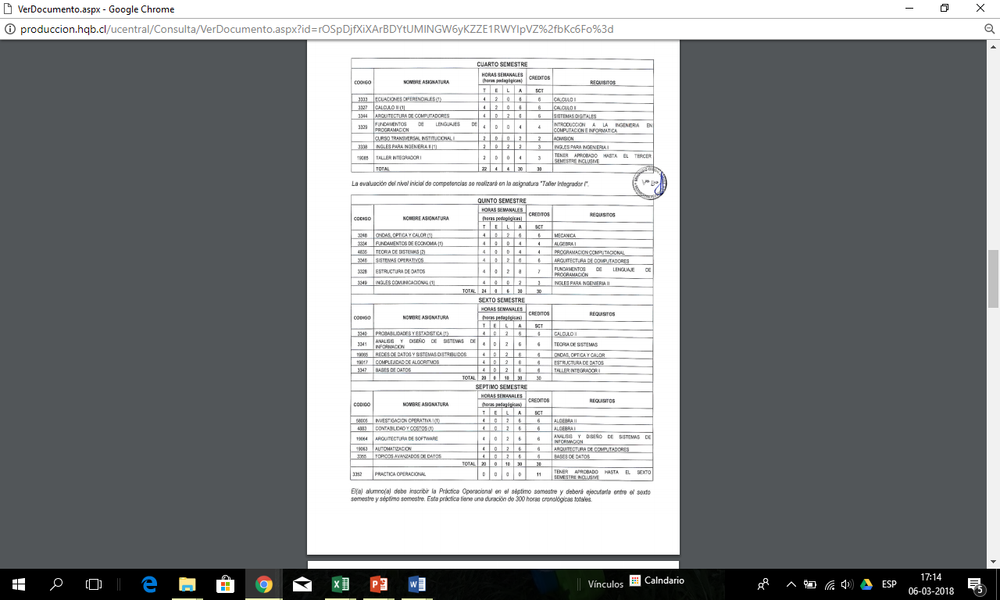 VerDocumento.aspx - Google Chrome
produccion.hqb.cl/ucentral/Consulta/VerDocumento.aspx?id=rOSpDjfXiXArBDYtUMlNGW6yKZZE1RWYlpVZ%2fbKc6Fo%3d
CUARTO SEMESTRE
CODIGO NOMBRE ASIGNATURA HORAS SEMANALES (horas pedagógicas) CREDITOS REQUISITOS
T E L A SCT
3333 ECUACIONES DIFERENCIALES (1) 4 2 0 6 6 CALCULO II
3327 CALCULO III (1) 4 2 0 6 6 CALCULO II
3344 ARQUITECTURA DE COMPUTADORES 4 0 2 6 6 SISTEMAS DIGITALES
3329 FUNDAMENTOS DE LENGUAJES DE PROGRAMACION 4 0 0 4 4 INTRODUCCION A LA INGENIERIA EN COMPUTACION E INFORMATICA
CURSO TRANSVERSAL INSTITUCIONAL I 2 0 0 2 2 ADMISION
3338 INGLES PARA INGENIERIA II (1) 2 0 2 2 3 INGLES PARA INGENIERIA I
19085 TALLER INTEGRADOR I 2 0 0 4 3 TENER APROBADO HASTA EL TERCER SEMESTRE INCLUSIVE
TOTAL 22 4 4 30 30
La evaluación del nivel inicial de competencias se realizará en la asignatura "Taller Integrador I".
Vº Bº
QUINTO SEMESTRE
CODIGO NOMBRE ASIGNATURA HORAS SEMANALES (horas pedagógicas) CREDITOS REQUISITOS
T E L A SCT
3248 ONDAS, OPTICA Y CALOR (1) 4 0 2 6 6 MECANICA
3334 FUNDAMENTOS DE ECONOMIA (1) 4 0 0 4 4 ALGEBRA I
4835 TEORIA DE SISTEMAS (2) 4 0 0 4 4 PROGRAMACION COMPUTACIONAL
3346 SISTEMAS OPERATIVOS 4 0 2 6 6 ARQUITECTURA DE COMPUTADORES
3328 ESTRUCTURA DE DATOS 4 0 2 8 7 FUNDAMENTOS DE LENGUAJE DE PROGRAMACIÓN
3349 INGLES COMUNICACIONAL (1) 4 0 0 2 3 INGLES PARA INGENIERIA II
TOTAL 24 0 6 30 30
SEXTO SEMESTRE
CODIGO NOMBRE ASIGNATURA HORAS SEMANALES (horas pedagógicas) CREDITOS REQUISITOS
T E L A SCT
3340 PROBABILIDADES Y ESTADISTICA (1) 4 0 2 6 6 CALCULO II
3341 ANALISIS Y DISEÑO DE SISTEMAS DE INFORMACION 4 0 2 6 6 TEORIA DE SISTEMAS
19065 REDES DE DATOS Y SISTEMAS DISTRIBUIDOS 4 0 2 6 6 ONDAS, OPTICA Y CALOR
19017 COMPLEJIDAD DE ALGORITMOS 4 0 2 6 6 ESTRUCTURA DE DATOS
3347 BASES DE DATOS 4 0 2 6 6 TALLER INTEGRADOR I
TOTAL 20 0 10 30 30
SEPTIMO SEMESTRE
CODIGO NOMBRE ASIGNATURA HORAS SEMANALES (horas pedagógicas) CREDITOS REQUISITOS
T E L A SCT
58005 INVESTIGACION OPERATIVA I (1) 4 0 2 6 6 ALGEBRA II
4883 CONTABILIDAD Y COSTOS (1) 4 0 2 6 6 ALGEBRA I
19064 ARQUITECTURA DE SOFTWARE 4 0 2 6 6 ANALISIS Y DISEÑO DE SISTEMAS DE INFORMACION
19063 AUTOMATIZACION 4 0 2 6 6 ARQUITECTURA DE COMPUTADORES
3355 TOPICOS AVANZADOS DE DATOS 4 0 2 6 6 BASES DE DATOS
TOTAL 20 0 10 30 30
3352 PRACTICA OPERACIONAL 0 0 0 0 11 TENER APROBADO HASTA EL SEXTO SEMESTRE INCLUSIVE
El(a) alumno(a) debe inscribir la Práctica Operacional en el séptimo semestre y deberá ejecutarla entre el sexto
semestre y séptimo semestre. Esta práctica tiene una duración de 300 horas cronológicas totales.
Vínculos Calndario
ESP
17:14
06-03-2018
5